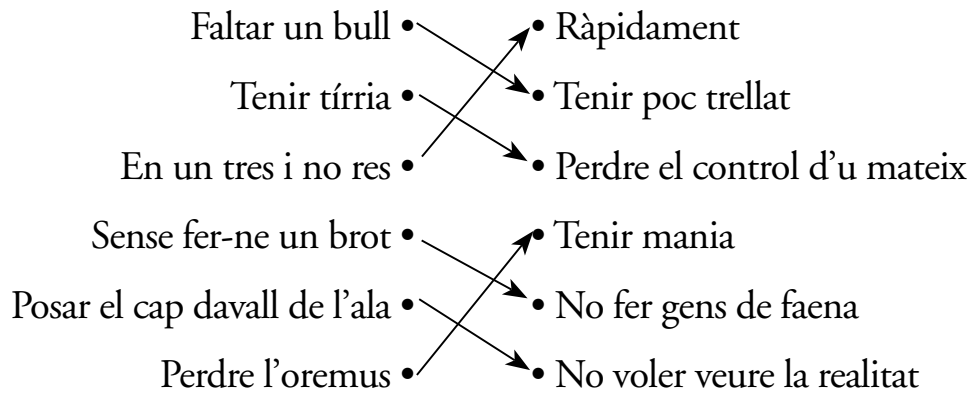 Faltar un bull • • Ràpidament
Tenir tírria • • Tenir poc trellat
En un tres i no res • • Perdre el control d’u mateix
Sense fer-ne un brot • • Tenir mania
Posar el cap davall de l’ala • • No fer gens de faena
Perdre l’oremus • • No voler veure la realitat